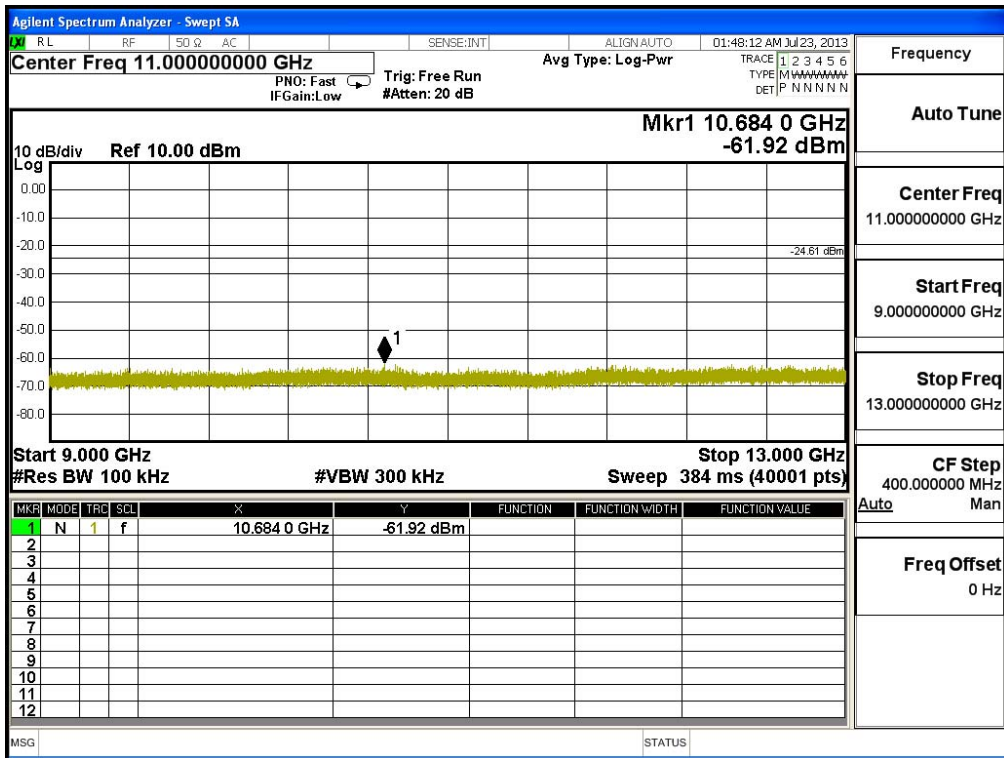 Agilent Spectrum Analyzer - Swept SA
LXI RL RF 50 Ω AC SENSE:INT ALIGNAUTO 01:48:12 AM Jul 23, 2013
Center Freq 11.000000000 GHz
PNO: Fast
IFGain:Low
Trig: Free Run
#Atten: 20 dB
Avg Type: Log-Pwr
TRACE 1 2 3 4 5 6
TYPE M WWWWW
DET P N N N N N
Mkr1 10.684 0 GHz
-61.92 dBm
10 dB/div Ref 10.00 dBm
Log
0.00
-10.0
-20.0
-24.61 dBm
-30.0
-40.0
-50.0
1
-60.0
-70.0
-80.0
Start 9.000 GHz Stop 13.000 GHz
#Res BW 100 kHz #VBW 300 kHz Sweep 384 ms (40001 pts)
MKR MODE TRC SCL X Y FUNCTION FUNCTION WIDTH FUNCTION VALUE
1 N 1 f 10.684 0 GHz -61.92 dBm
2
3
4
5
6
7
8
9
10
11
12
MSG STATUS
Frequency
Auto Tune
Center Freq
11.000000000 GHz
Start Freq
9.000000000 GHz
Stop Freq
13.000000000 GHz
CF Step
400.000000 MHz
Auto Man
Freq Offset
0 Hz